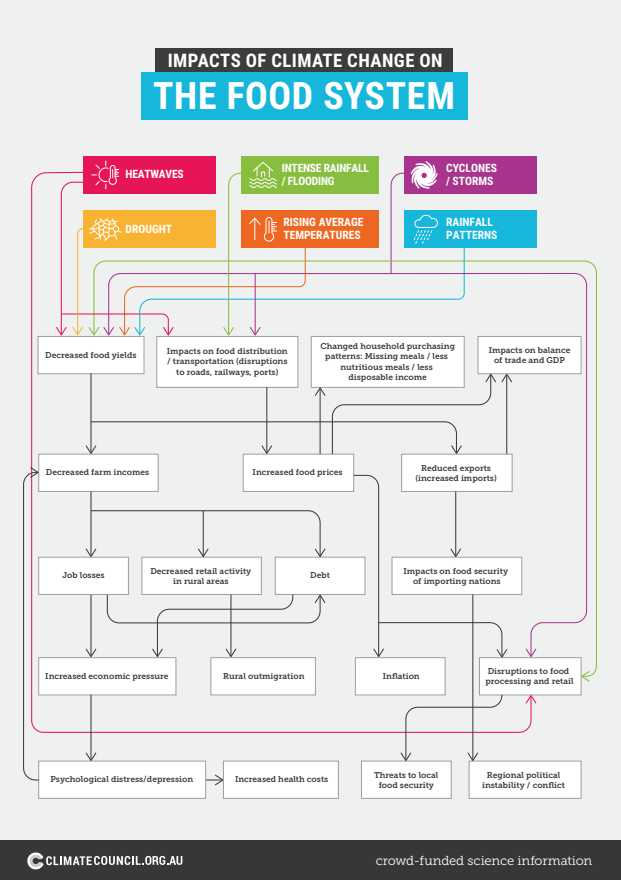 IMPACTS OF CLIMATE CHANGE ON
THE FOOD SYSTEM
HEATWAVES
INTENSE RAINFALL
/ FLOODING
CYCLONES
/ STORMS
DROUGHT
RISING AVERAGE
TEMPERATURES
RAINFALL
PATTERNS
Decreased food yields
Impacts on food distribution
/ transportation (disruptions
to roads, railways, ports)
Changed household purchasing
patterns: Missing meals / less
nutritious meals / less
disposable income
Impacts on balance
of trade and GDP
Decreased farm incomes
Increased food prices
Reduced exports
(increased imports)
Job losses
Decreased retail activity
in rural areas
Debt
Impacts on food security
of importing nations
Increased economic pressure
Rural outmigration
Inflation
Disruptions to food
processing and retail
Psychological distress/depression
Increased health costs
Threats to local
food security
Regional political
instability / conflict
CLIMATECOUNCIL.ORG.AU
crowd-funded science information